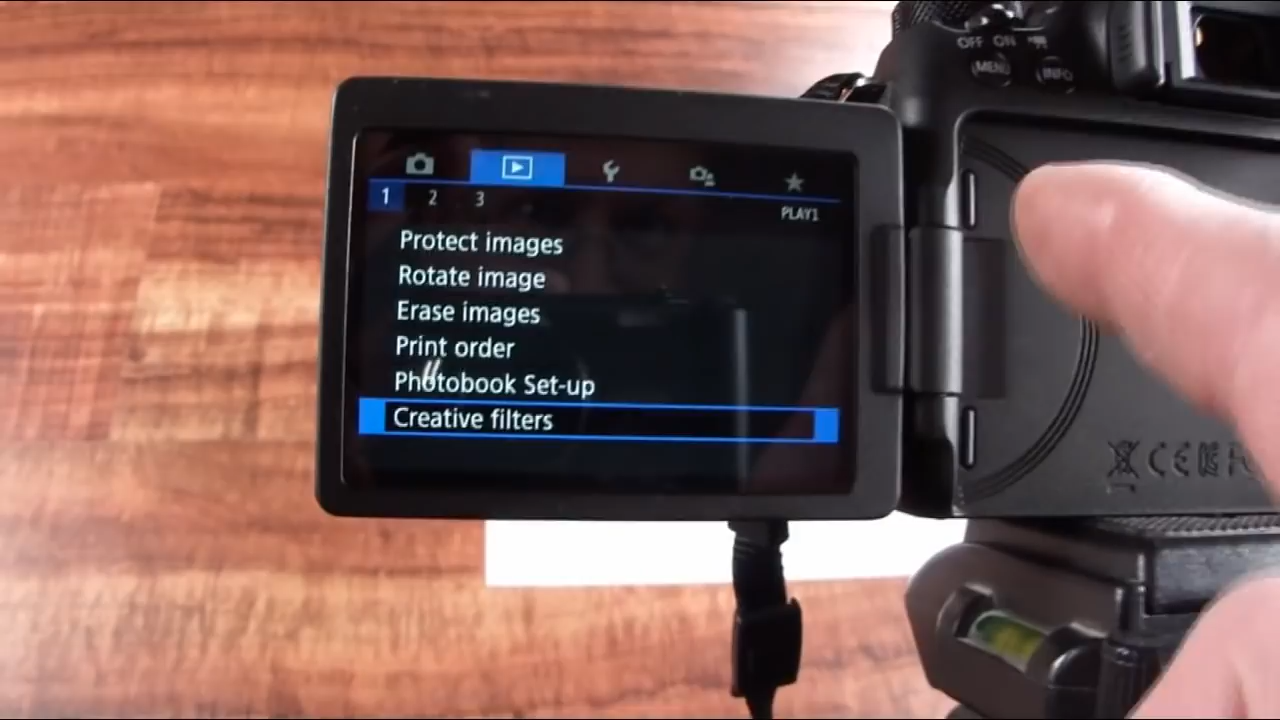 OFF ON
MENU INFO
1 2 3
PLAY1
Protect images
Rotate image
Erase images
Print order
Photobook Set-up
Creative filters
CE